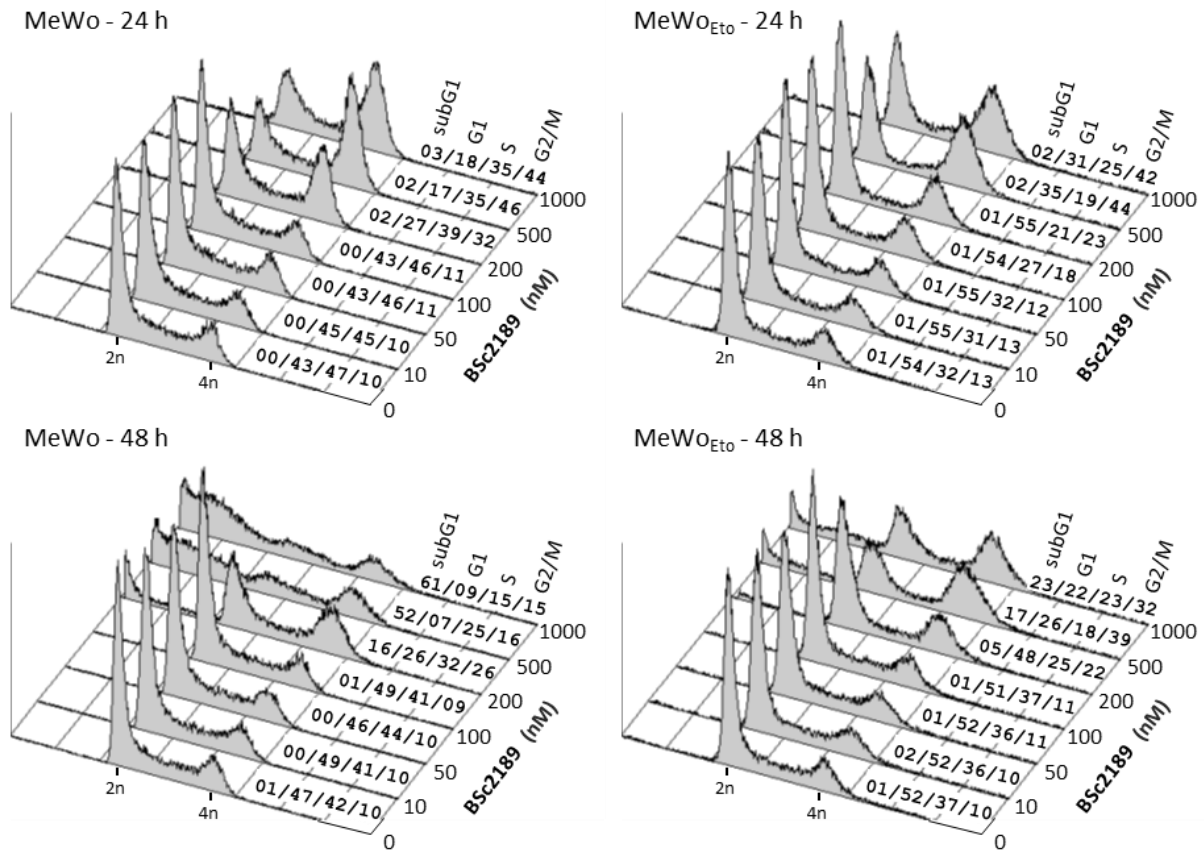 MeWo - 24 h
subG1
G1
S
G2/M
03/18/35/44
02/17/35/46
02/27/39/32
00/43/46/11
00/43/46/11
00/45/45/10
00/43/47/10
1000
500
200
100
50
10
0
BSc2189 (nM)
2n
4n
MeWoEto - 24 h
subG1
G1
S
G2/M
02/31/25/42
02/35/19/44
01/55/21/23
01/54/27/18
01/55/32/12
01/55/31/13
01/54/32/13
1000
500
200
100
50
10
0
BSc2189 (nM)
2n
4n
MeWo - 48 h
subG1
G1
S
G2/M
61/09/15/15
52/07/25/16
16/26/32/26
01/49/41/09
00/46/44/10
00/49/41/10
01/47/42/10
1000
500
200
100
50
10
0
BSc2189 (nM)
2n
4n
MeWoEto - 48 h
subG1
G1
S
G2/M
23/22/23/32
17/26/18/39
05/48/25/22
01/51/37/11
01/52/36/11
02/52/36/10
01/52/37/10
1000
500
200
100
50
10
0
BSc2189 (nM)
2n
4n